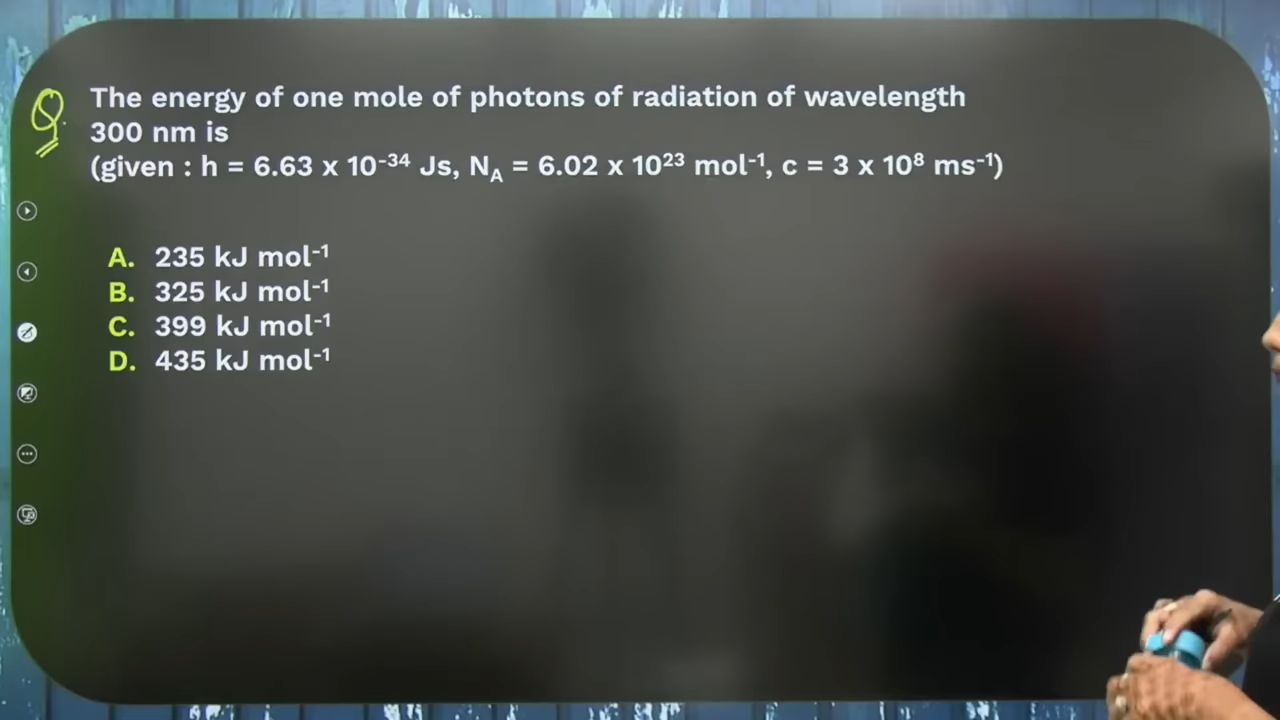 Q
The energy of one mole of photons of radiation of wavelength
300 nm is
(given : h = 6.63 x 10⁻³⁴ Js, N_A = 6.02 x 10²³ mol⁻¹, c = 3 x 10⁸ ms⁻¹)
A. 235 kJ mol⁻¹
B. 325 kJ mol⁻¹
C. 399 kJ mol⁻¹
D. 435 kJ mol⁻¹